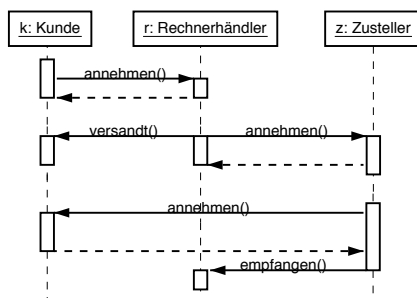 k: Kunde
r: Rechnerhändler
z: Zusteller
annehmen()
versandt()
annehmen()
annehmen()
empfangen()